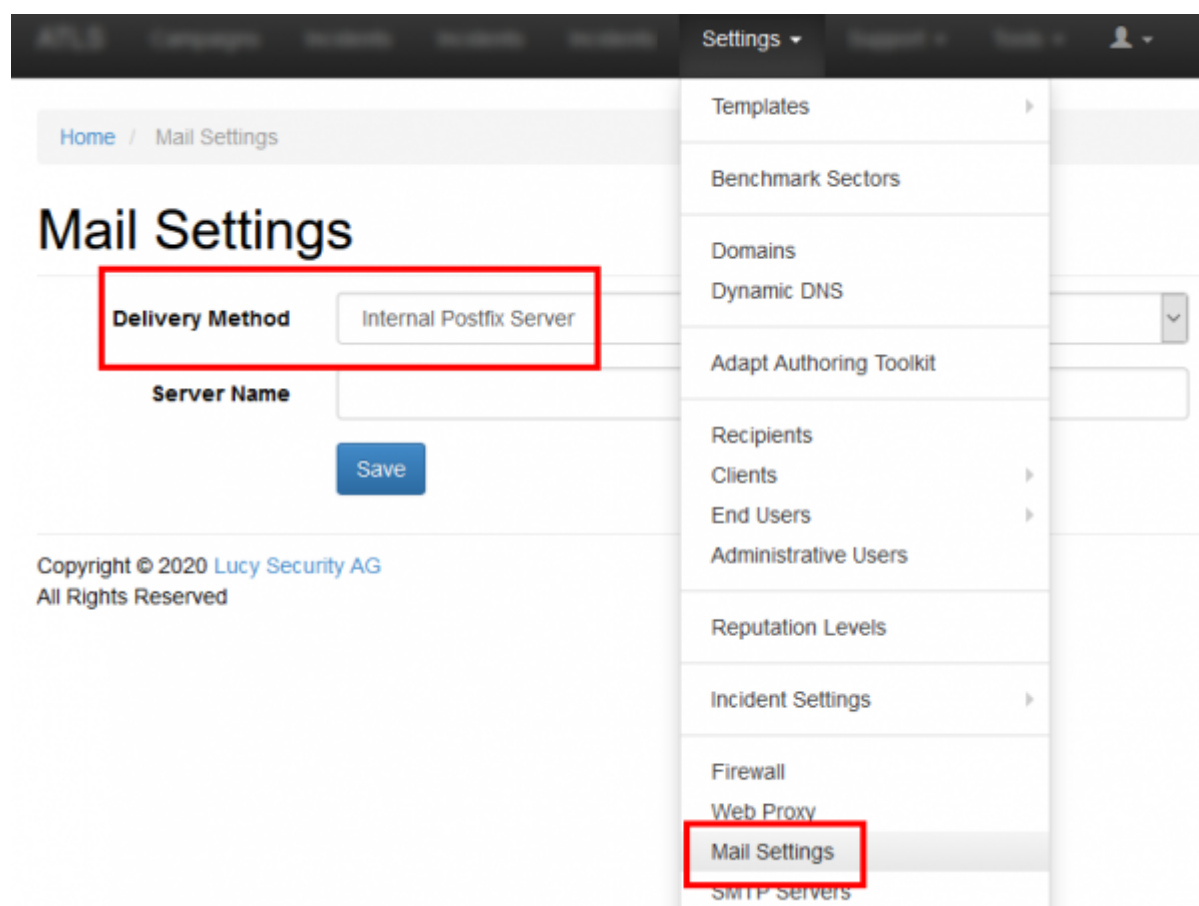 Settings
Home / Mail Settings
Mail Settings
Delivery Method
Internal Postfix Server
Server Name
Save
Copyright © 2020 Lucy Security AG
All Rights Reserved
Templates
Benchmark Sectors
Domains
Dynamic DNS
Adapt Authoring Toolkit
Recipients
Clients
End Users
Administrative Users
Reputation Levels
Incident Settings
Firewall
Web Proxy
Mail Settings
SMTP Servers